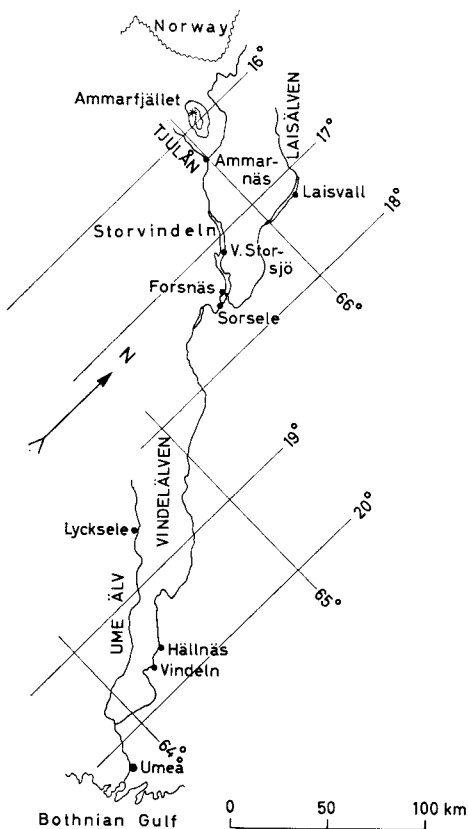 Norway
16°
Ammarfjället
LAISÄLVEN
17°
TJULÅN
Ammar-
näs
Laisvall
18°
Storvindeln
V. Stor-
sjö
Forsnäs
66°
Sorsele
N
19°
VINDELÄLVEN
20°
Lycksele
UME ÄLV
65°
Hällnäs
Vindeln
64°
Umeå
Bothnian Gulf
0 50 100 km